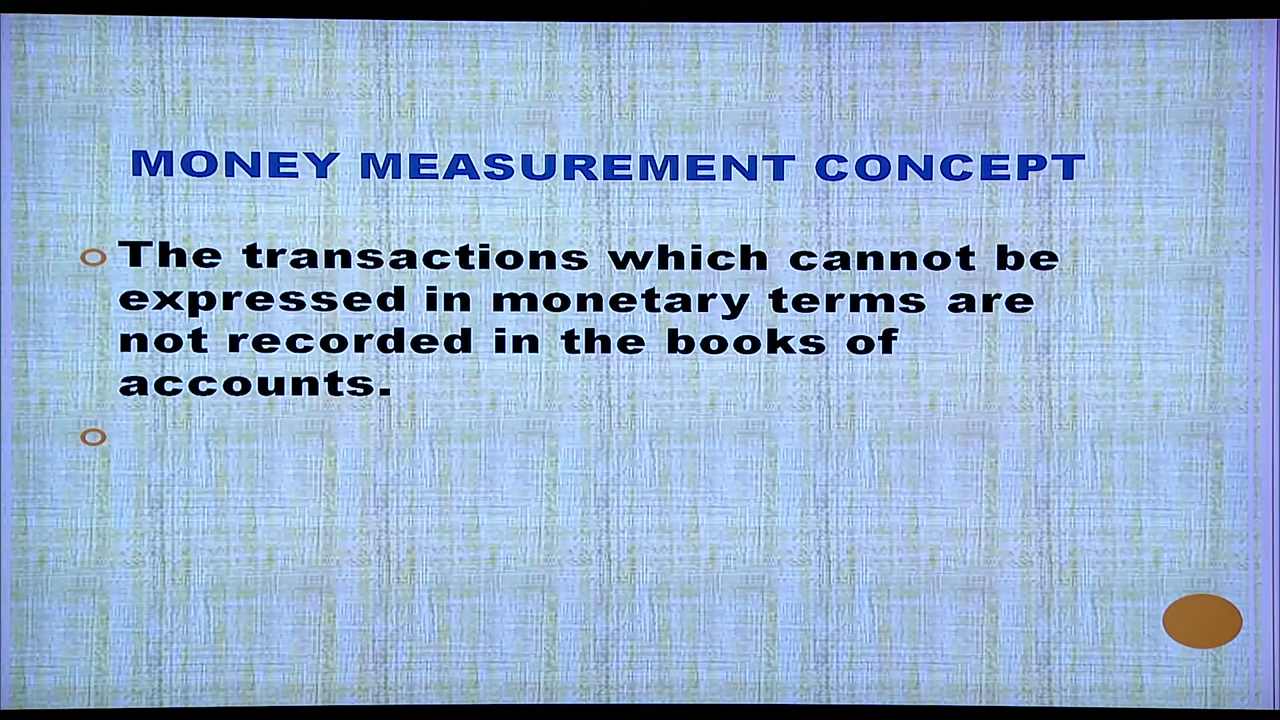 MONEY MEASUREMENT CONCEPT
The transactions which cannot be
expressed in monetary terms are
not recorded in the books of
accounts.